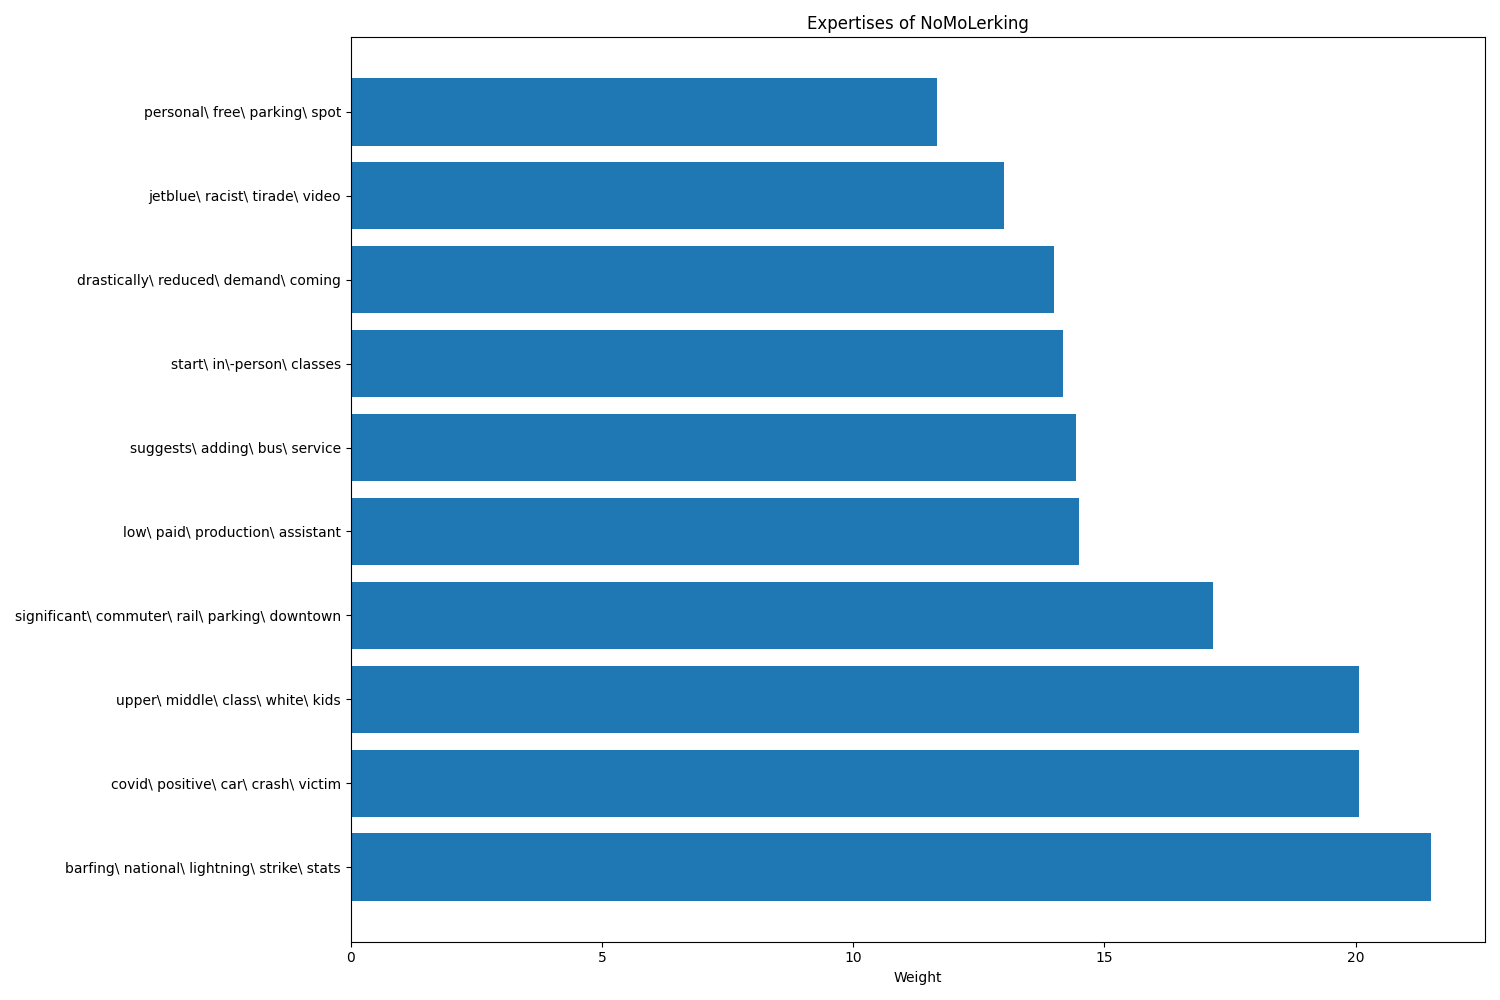 Expertises of NoMoLerking
personal\ free\ parking\ spot
jetblue\ racist\ tirade\ video
drastically\ reduced\ demand\ coming
start\ in\-person\ classes
suggests\ adding\ bus\ service
low\ paid\ production\ assistant
significant\ commuter\ rail\ parking\ downtown
upper\ middle\ class\ white\ kids
covid\ positive\ car\ crash\ victim
barfing\ national\ lightning\ strike\ stats
0 5 10 15 20
Weight